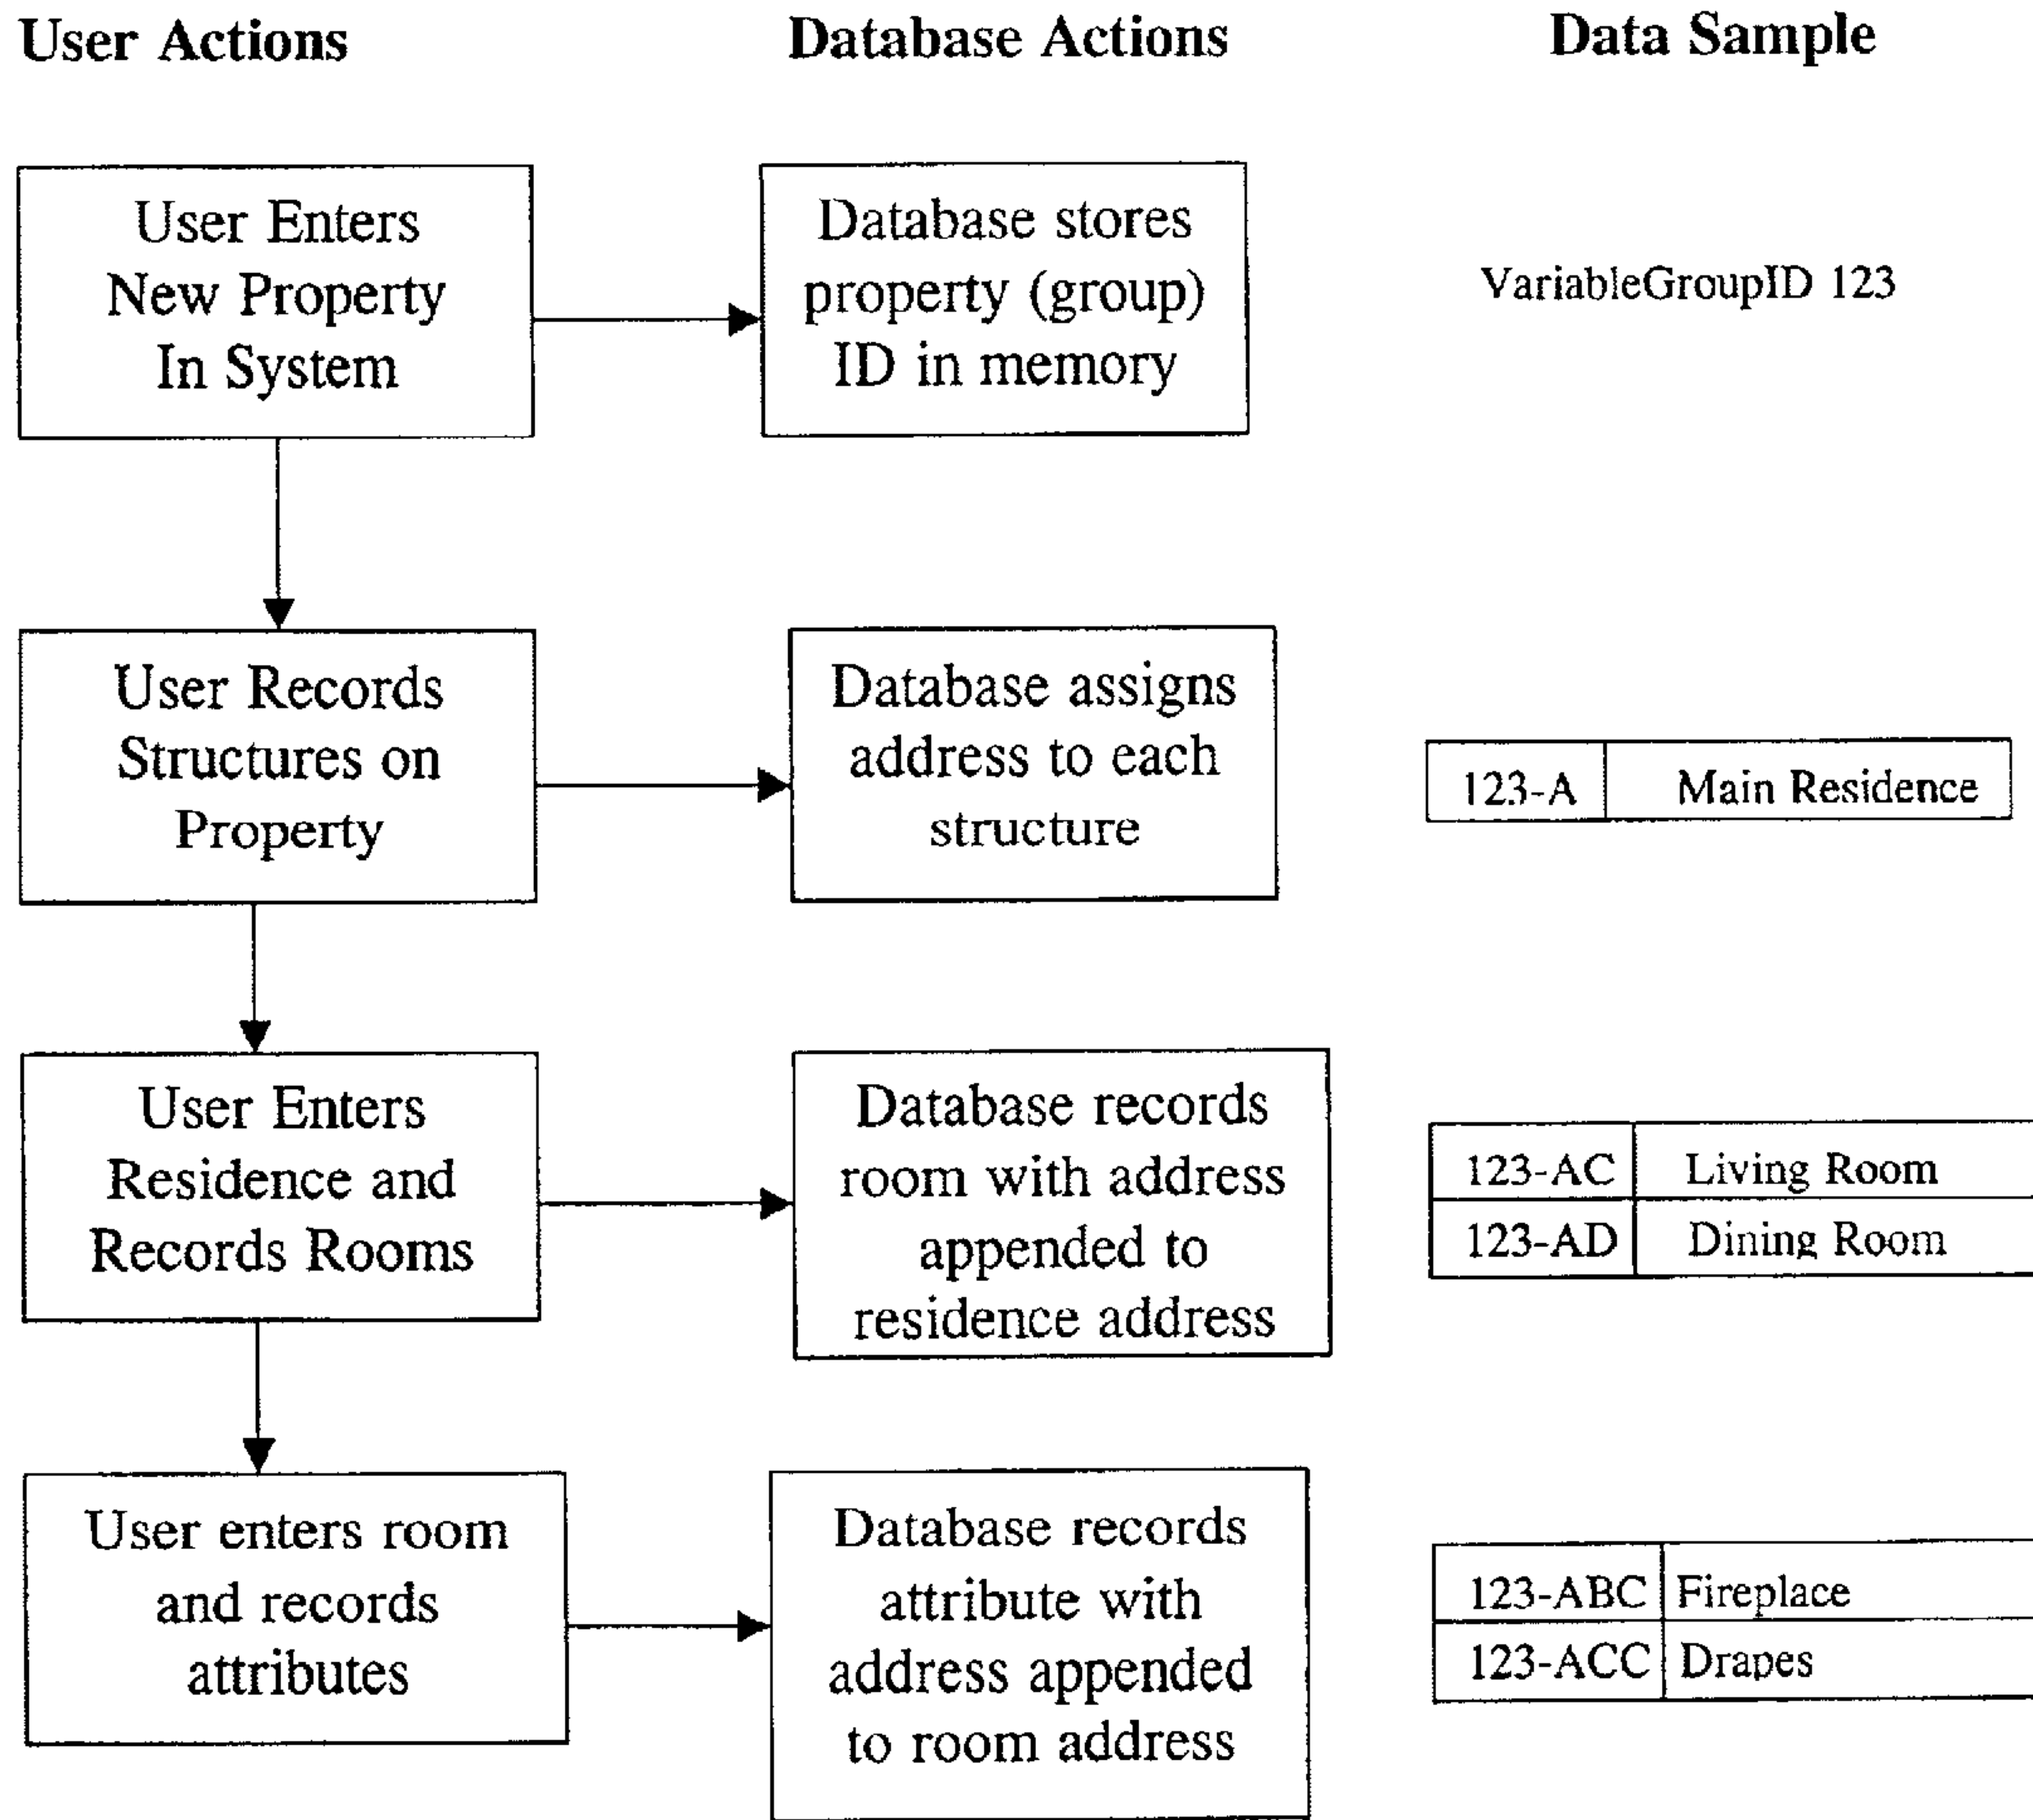 User Actions
Database Actions
Data Sample
User Enters
New Property
In System
Database stores
property (group)
ID in memory
VariableGroupID 123
User Records
Structures on
Property
Database assigns
address to each
structure
123-A Main Residence
User Enters
Residence and
Records Rooms
Database records
room with address
appended to
residence address
123-AC Living Room
123-AD Dining Room
User enters room
and records
attributes
Database records
attribute with
address appended
to room address
123-ABC Fireplace
123-ACC Drapes